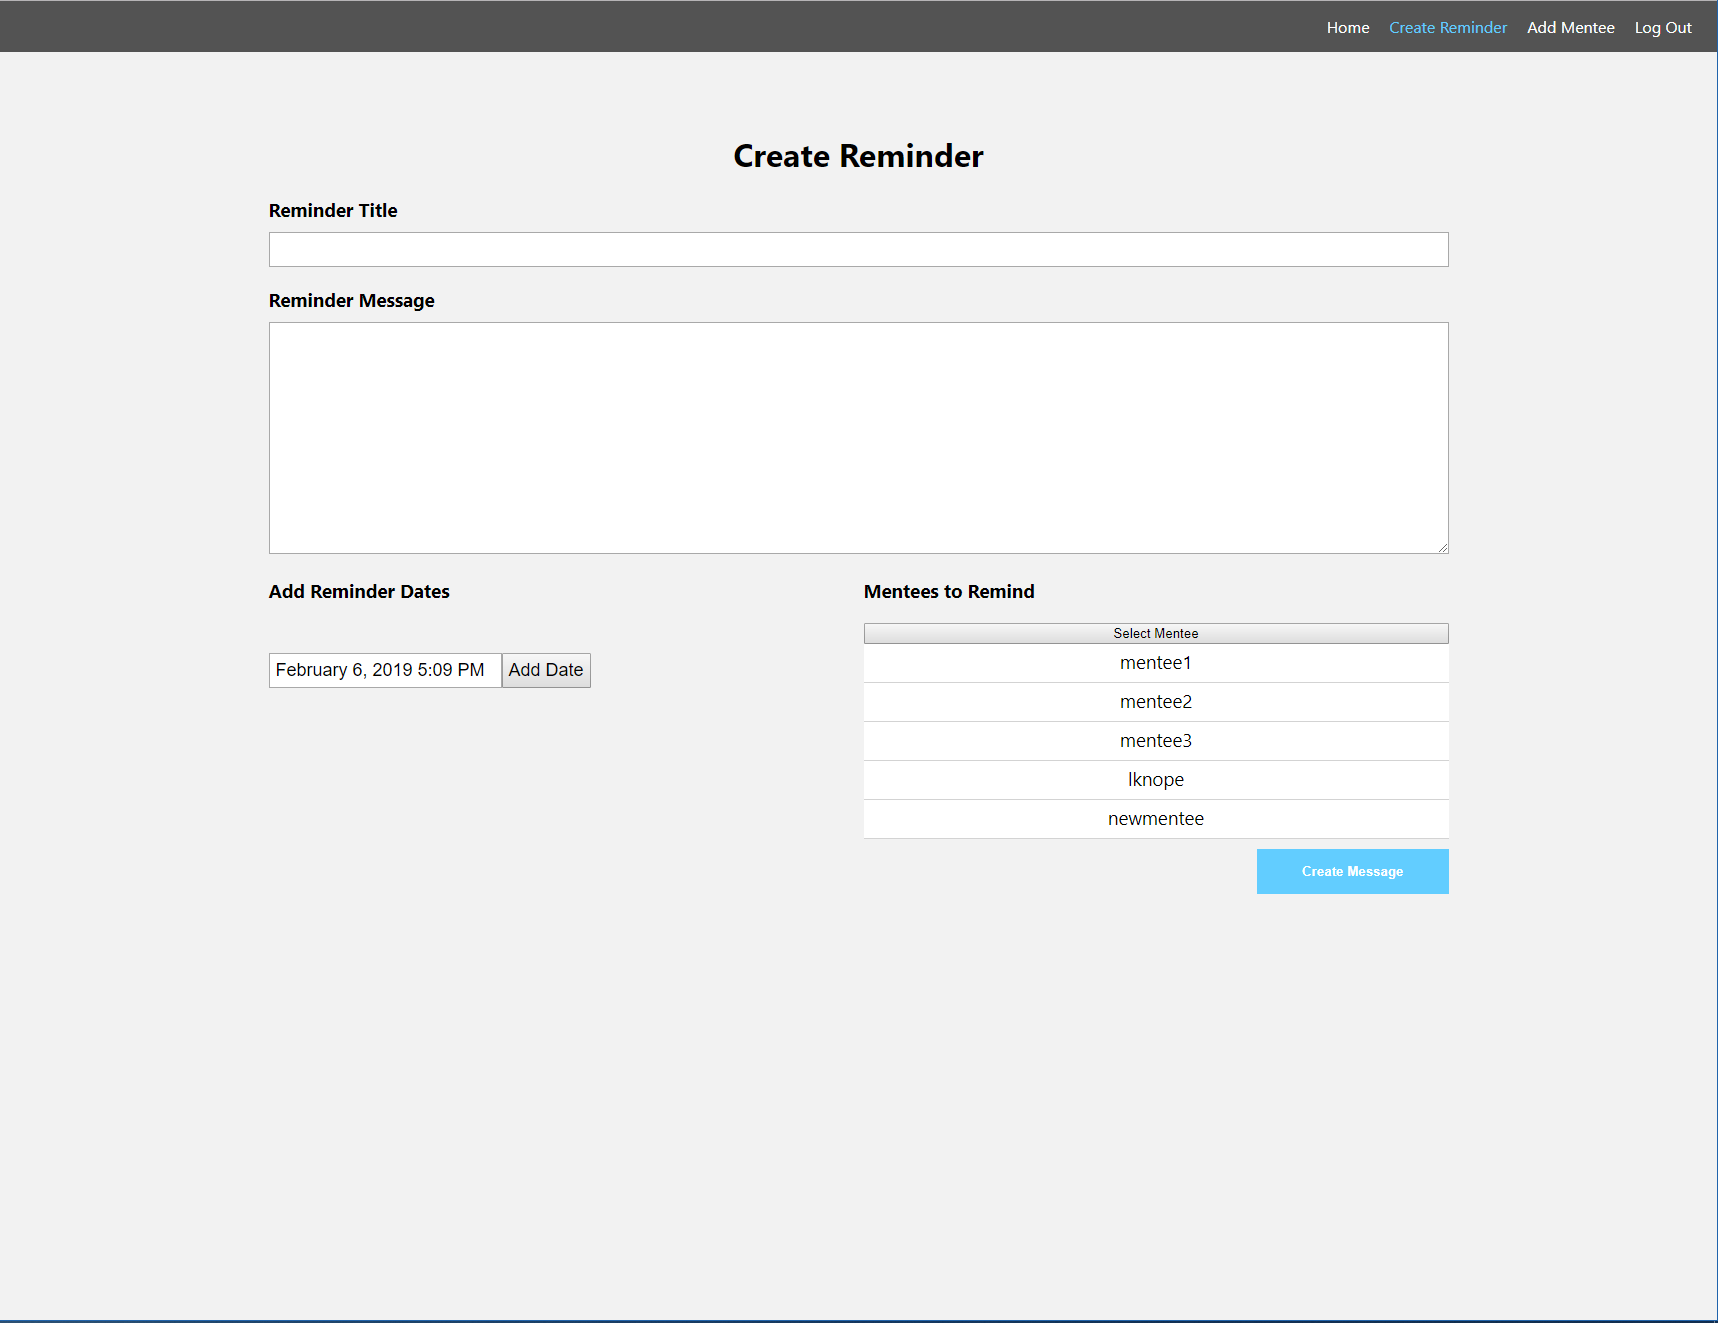 Home Create Reminder Add Mentee Log Out
Create Reminder
Reminder Title
Reminder Message
Add Reminder Dates
February 6, 2019 5:09 PM Add Date
Mentees to Remind
Select Mentee
mentee1
mentee2
mentee3
lknope
newmentee
Create Message